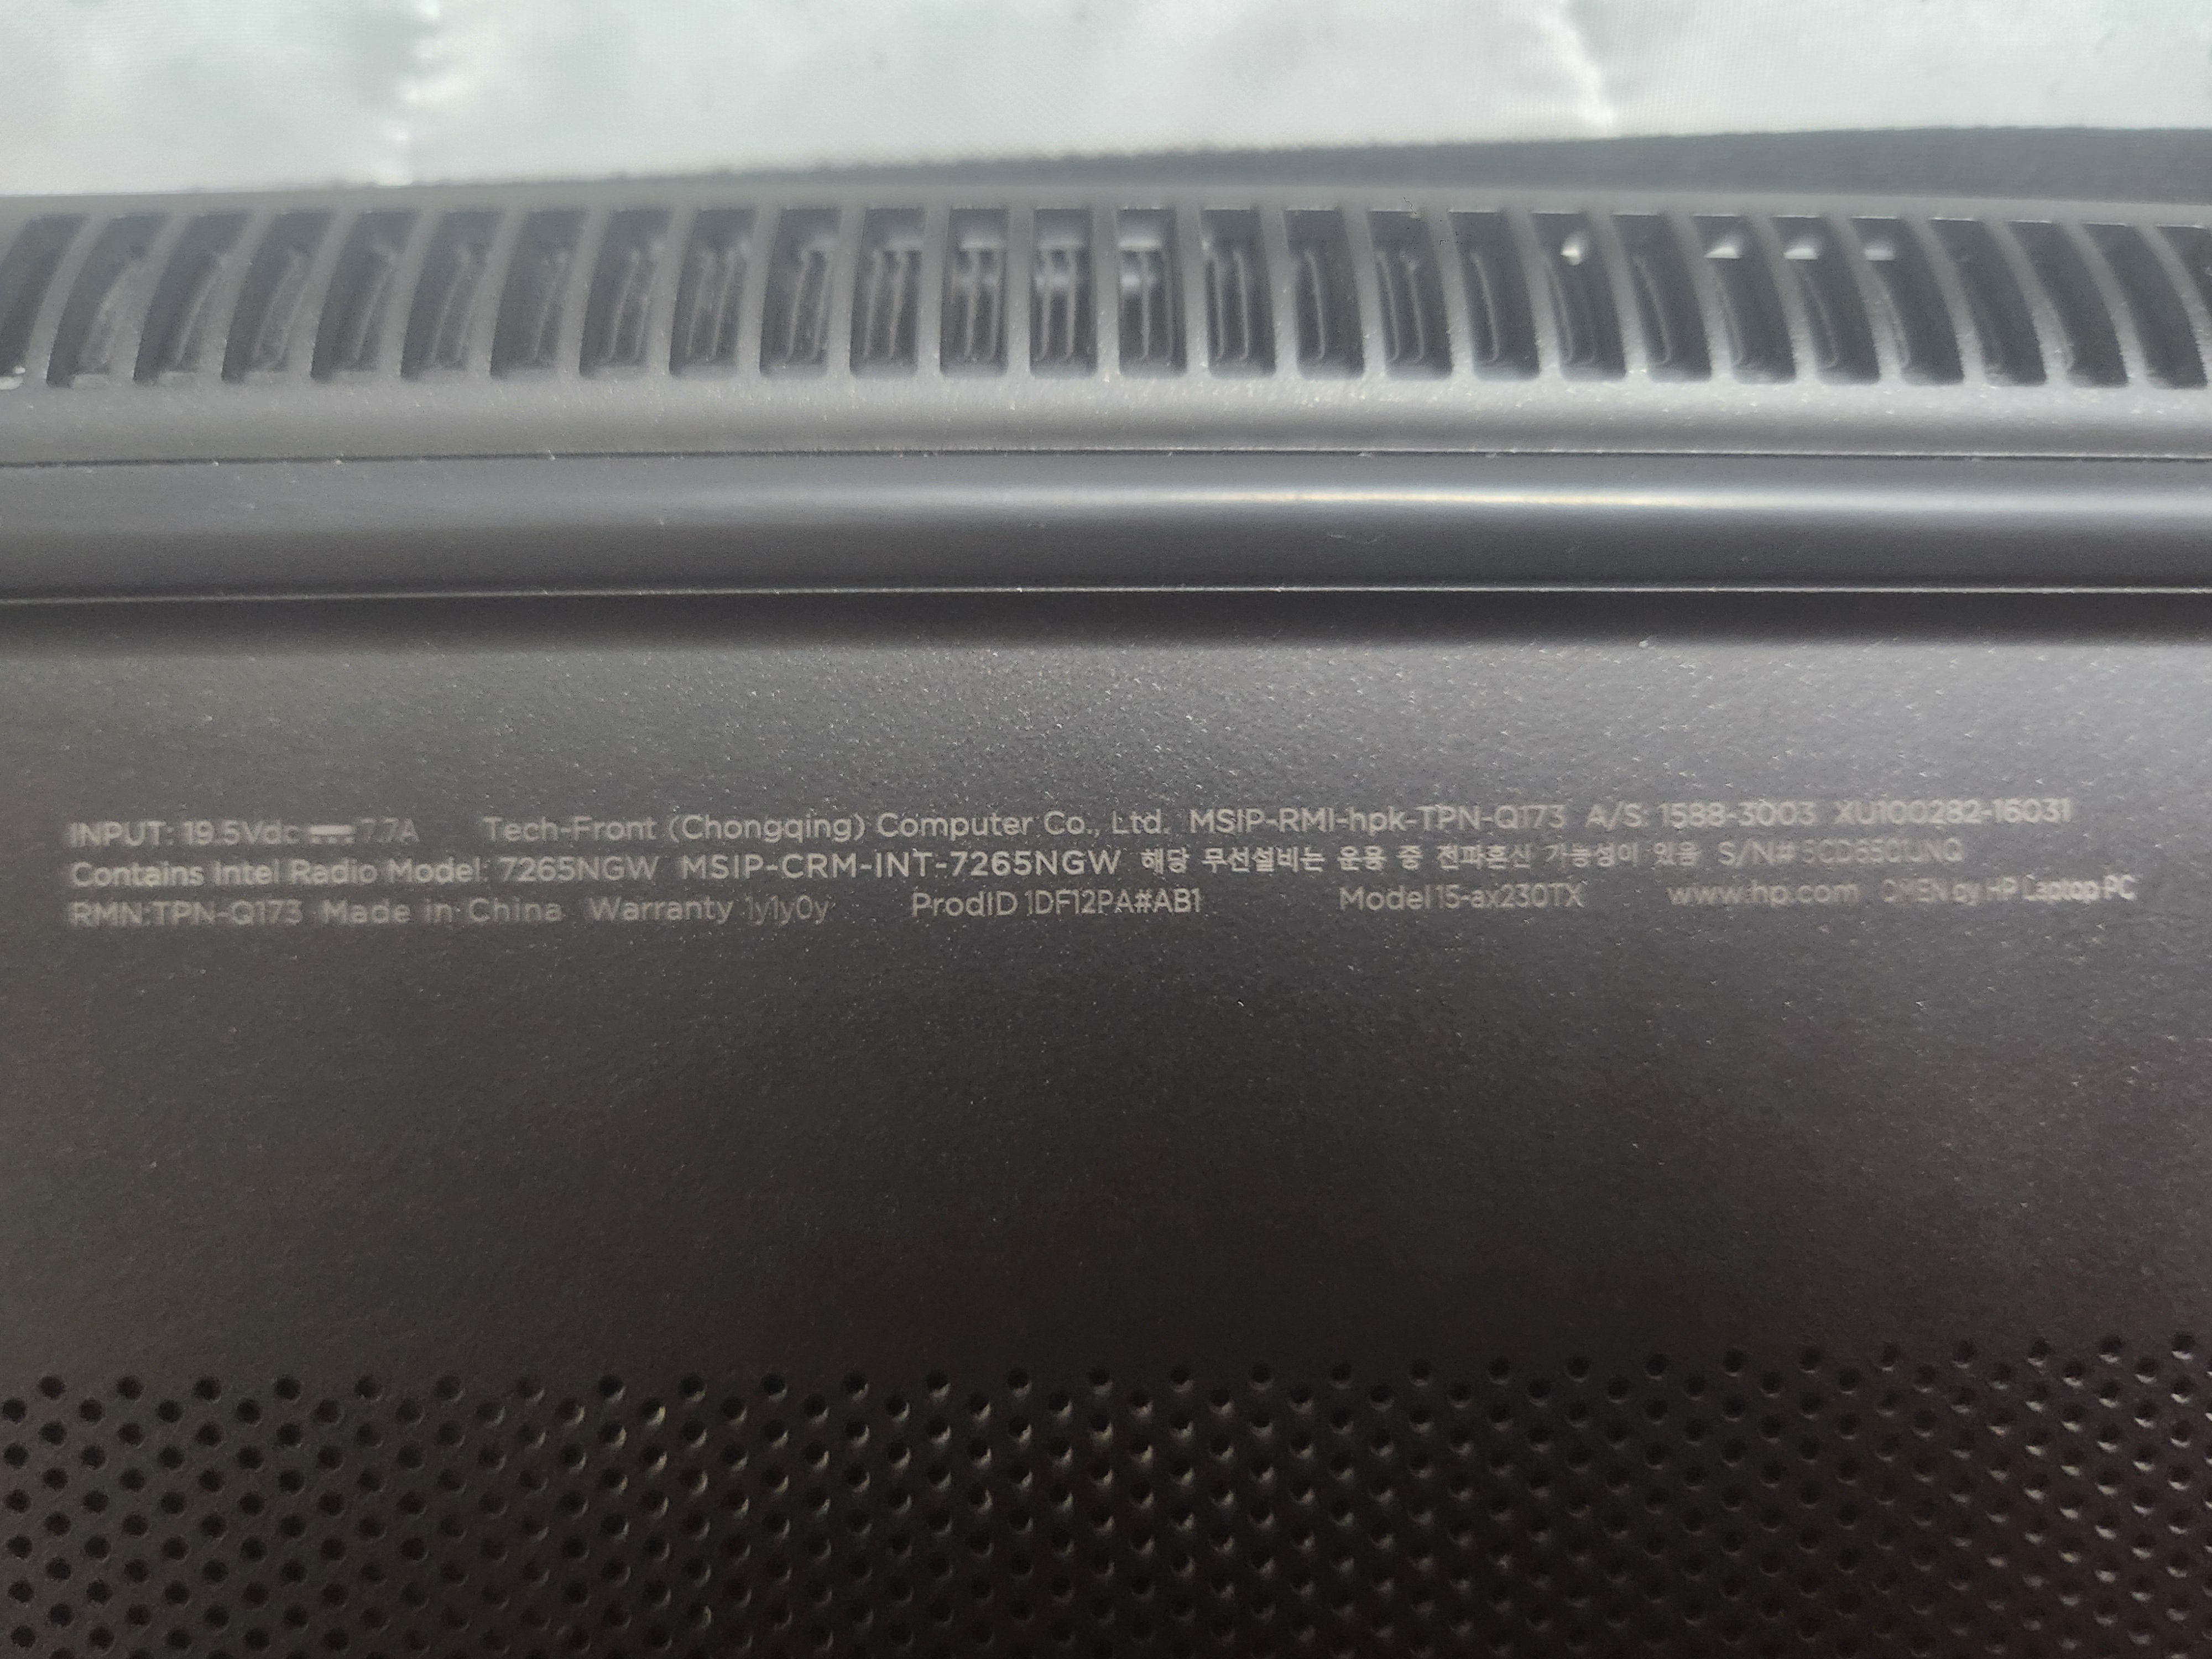 INPUT: 19.5Vdc ⎓ 7.7A Tech-Front (Chongqing) Computer Co., Ltd. MSIP-RMI-hpk-TPN-Q173 A/S: 1588-3003 XU100282-16031
Contains Intel Radio Model: 7265NGW MSIP-CRM-INT-7265NGW 해당 무선설비는 운용 중 전파혼신 가능성이 있음 S/N#
RMN:TPN-Q173 Made in China Warranty 1y1y0y ProdID 1DF12PA#AB1 Model 15-ax230TX www.hp.com OMEN by HP Laptop PC